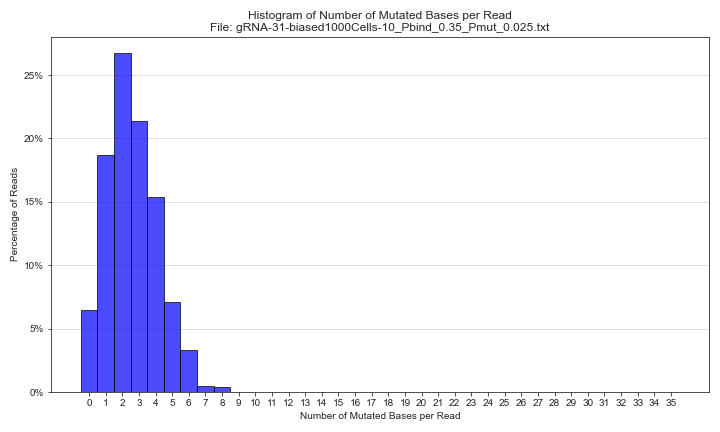 Histogram of Number of Mutated Bases per Read
File: gRNA-31-biased1000Cells-10_Pbind_0.35_Pmut_0.025.txt
25%
20%
15%
10%
5%
0%
Percentage of Reads
0 1 2 3 4 5 6 7 8 9 10 11 12 13 14 15 16 17 18 19 20 21 22 23 24 25 26 27 28 29 30 31 32 33 34 35
Number of Mutated Bases per Read